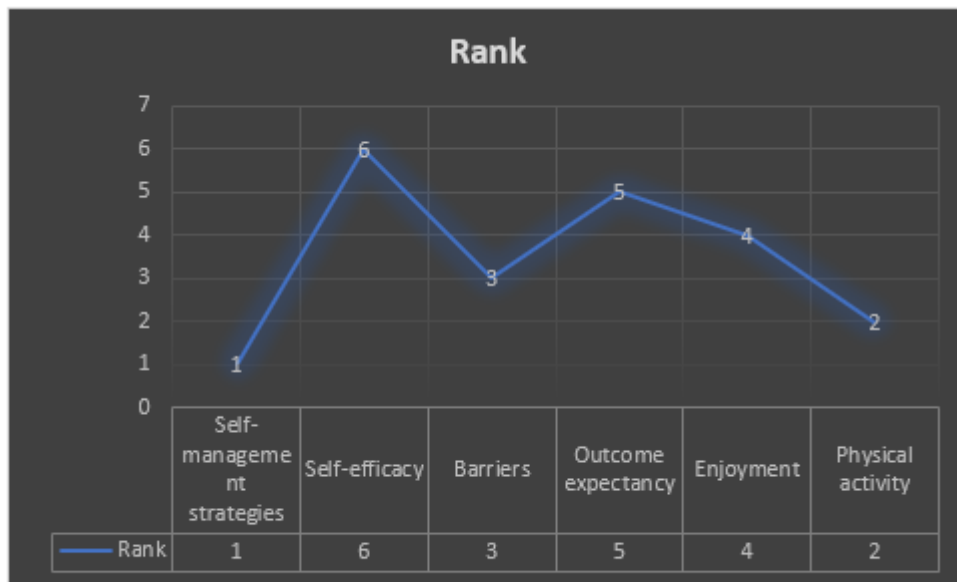 Rank
7
6
5
4
3
2
1
0
6
5
4
3
2
1
Self-
manageme
nt
strategies
Self-efficacy
Barriers
Outcome
expectancy
Enjoyment
Physical
activity
Rank 1 6 3 5 4 2